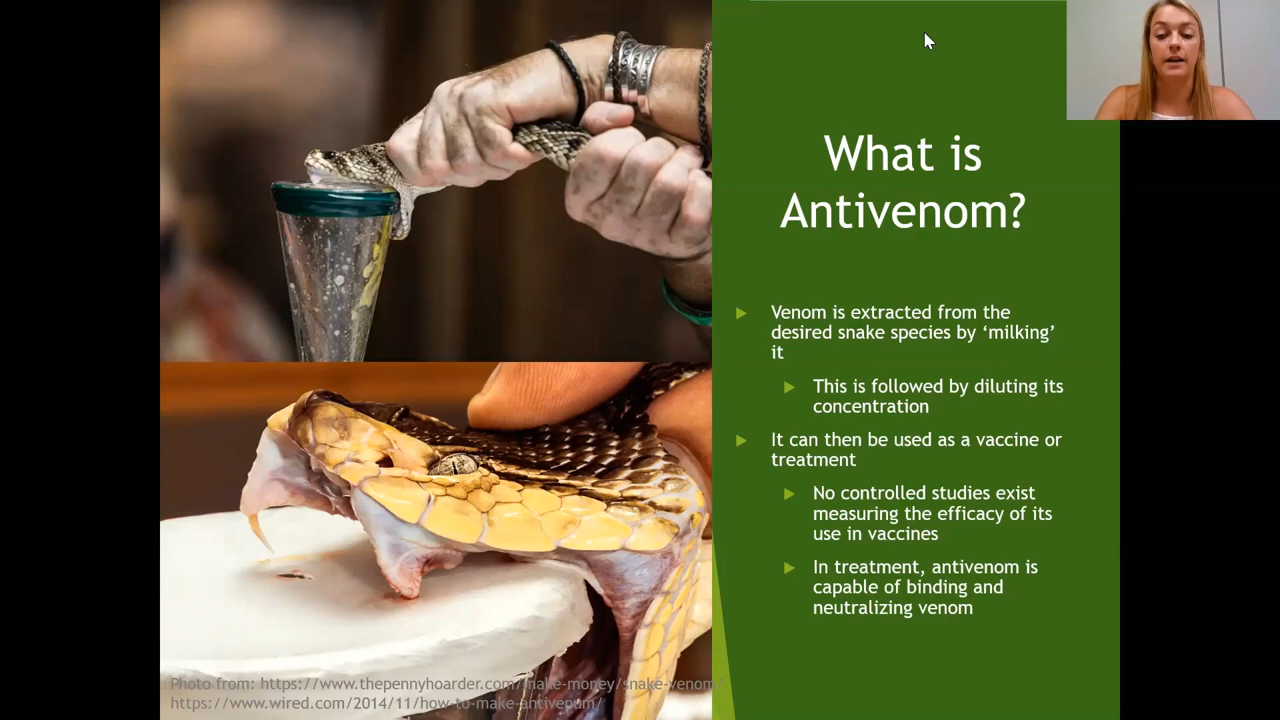 What is
Antivenom?
Venom is extracted from the
desired snake species by ‘milking’
it
This is followed by diluting its
concentration
It can then be used as a vaccine or
treatment
No controlled studies exist
measuring the efficacy of its
use in vaccines
In treatment, antivenom is
capable of binding and
neutralizing venom
Photo from: https://www.thepennyhoarder.com/make-money/snake-venom/
https://www.wired.com/2014/11/how-to-make-antivenum/